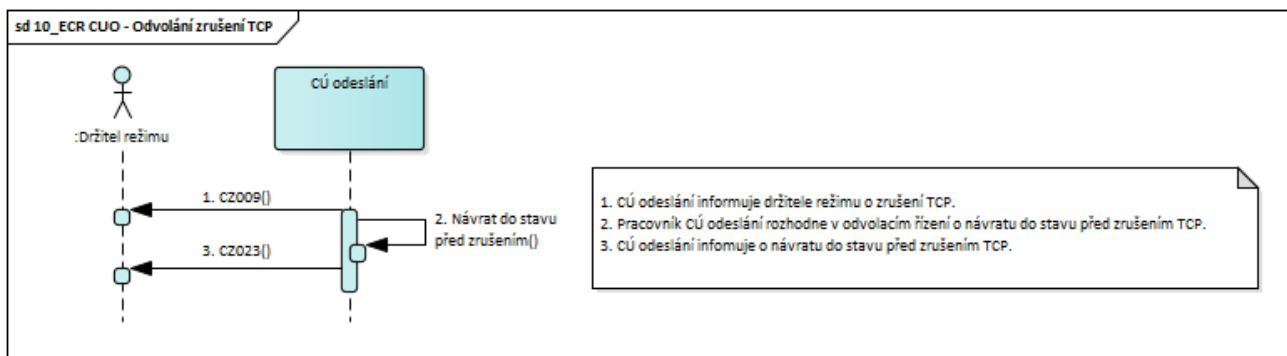 sd 10_ECR CUO - Odvolání zrušení TCP
CÚ odeslání
:Držitel režimu
1. CZ009()
2. Návrat do stavu
před zrušením()
3. CZ023()
1. CÚ odeslání informuje držitele režimu o zrušení TCP.
2. Pracovník CÚ odeslání rozhodne v odvolacím řízení o návratu do stavu před zrušením TCP.
3. CÚ odeslání infomuje o návratu do stavu před zrušením TCP.